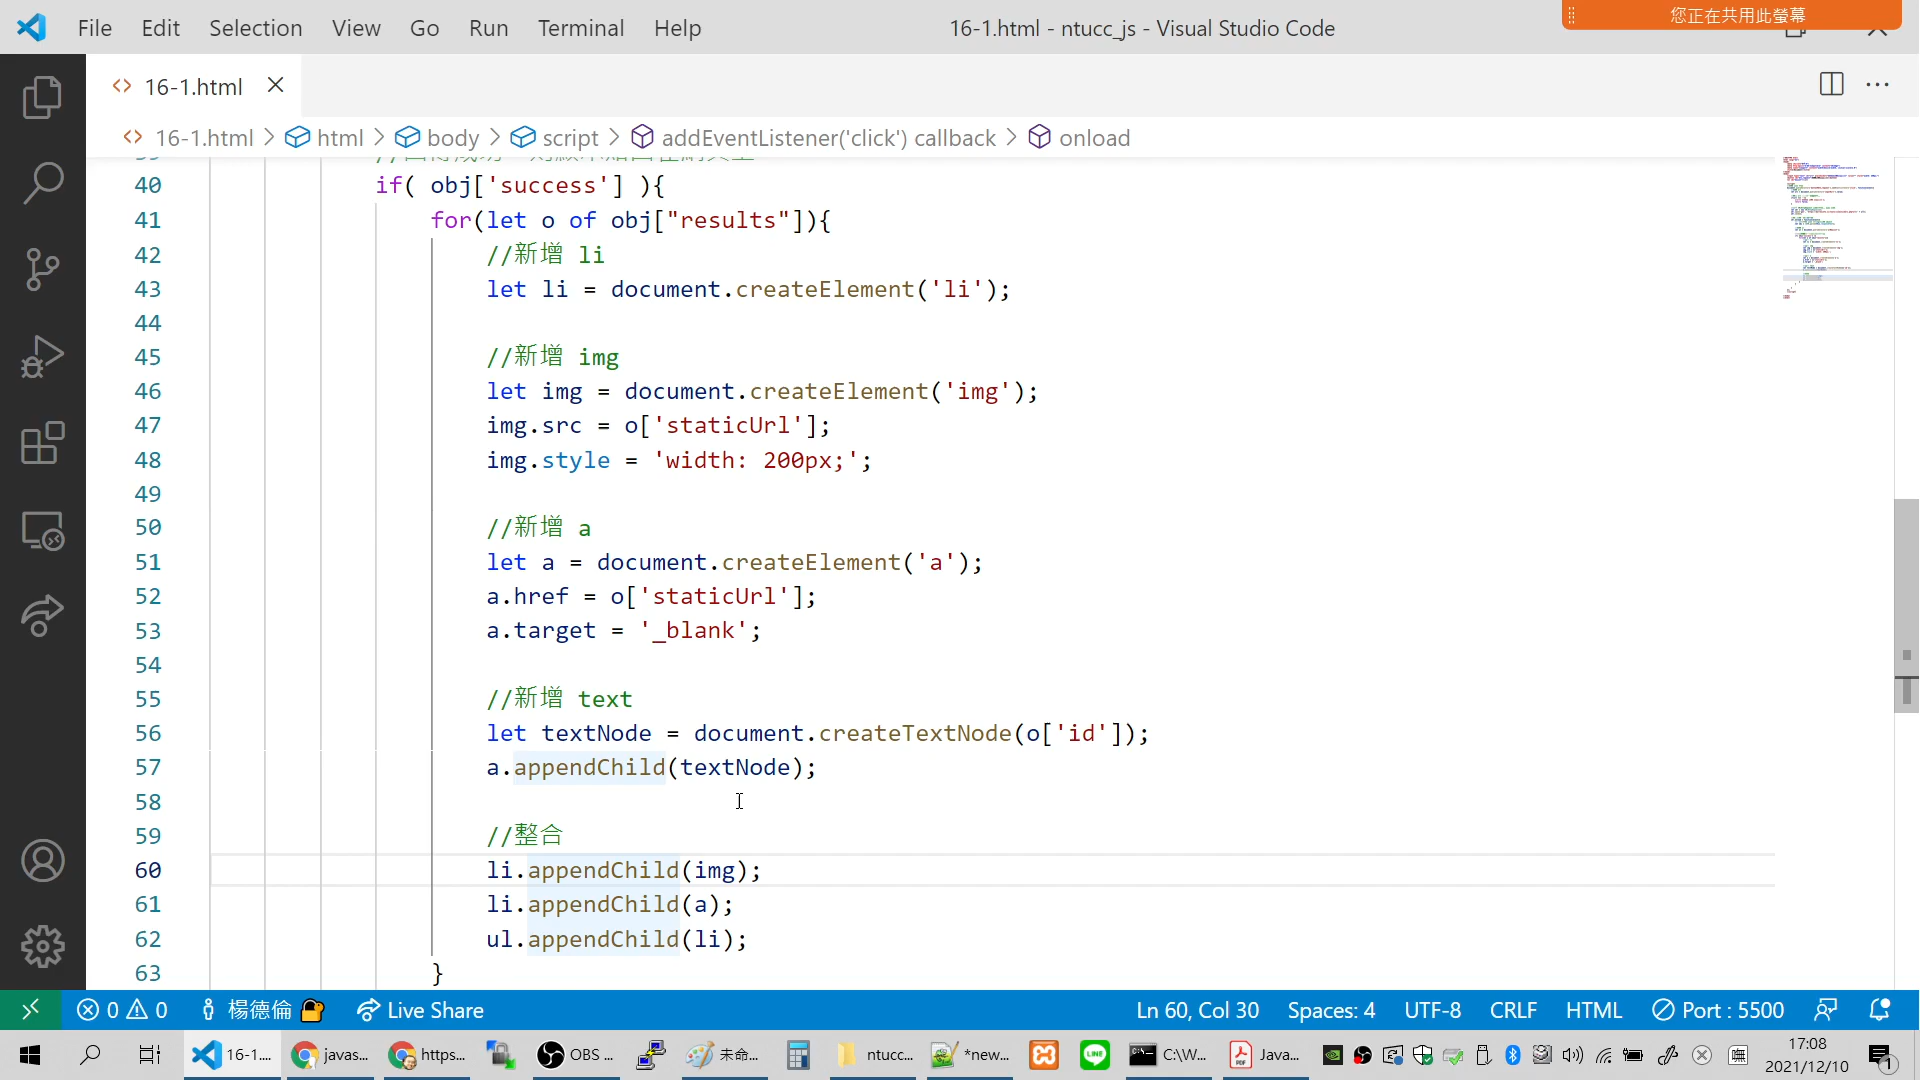 File Edit Selection View Go Run Terminal Help
16-1.html - ntucc_js - Visual Studio Code
您正在共用此螢幕
16-1.html
16-1.html > html > body > script > addEventListener('click') callback > onload
40 if( obj['success'] ){
41 for(let o of obj["results"]){
42 //新增 li
43 let li = document.createElement('li');
44
45 //新增 img
46 let img = document.createElement('img');
47 img.src = o['staticUrl'];
48 img.style = 'width: 200px;';
49
50 //新增 a
51 let a = document.createElement('a');
52 a.href = o['staticUrl'];
53 a.target = '_blank';
54
55 //新增 text
56 let textNode = document.createTextNode(o['id']);
57 a.appendChild(textNode);
58
59 //整合
60 li.appendChild(img);
61 li.appendChild(a);
62 ul.appendChild(li);
63 }
0 0 楊德倫 Live Share Ln 60, Col 30 Spaces: 4 UTF-8 CRLF HTML Port : 5500
16-1.... javas... https... OBS ... 未命... ntucc... *new... LINE C:\W... Java... 17:08
2021/12/10 1